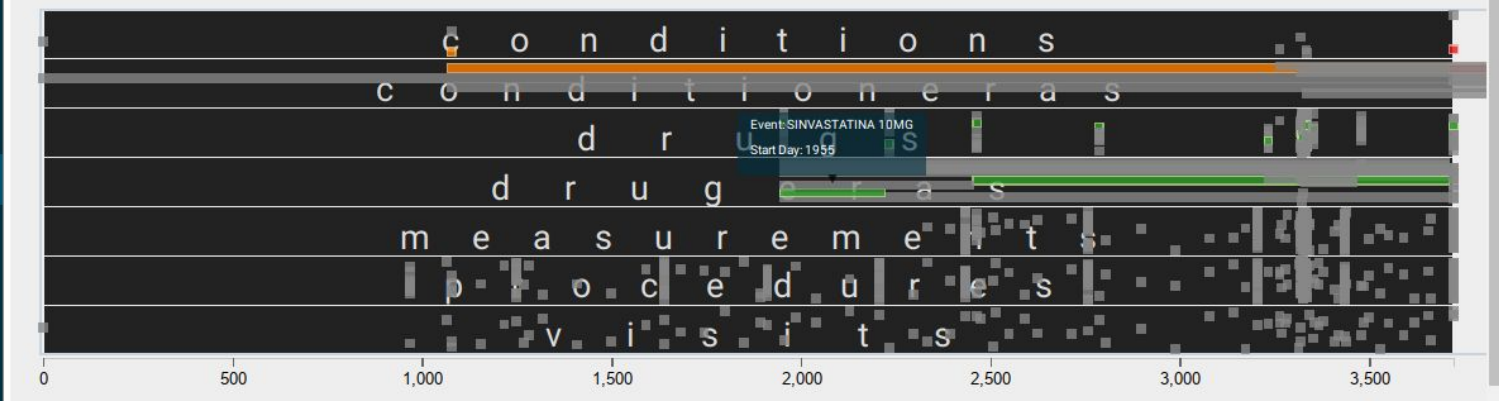 conditions
conditioneras
drugs
Event: SINVASTATINA 10MG
Start Day: 1955
drugeras
measurements
procedures
visits
0 500 1,000 1,500 2,000 2,500 3,000 3,500